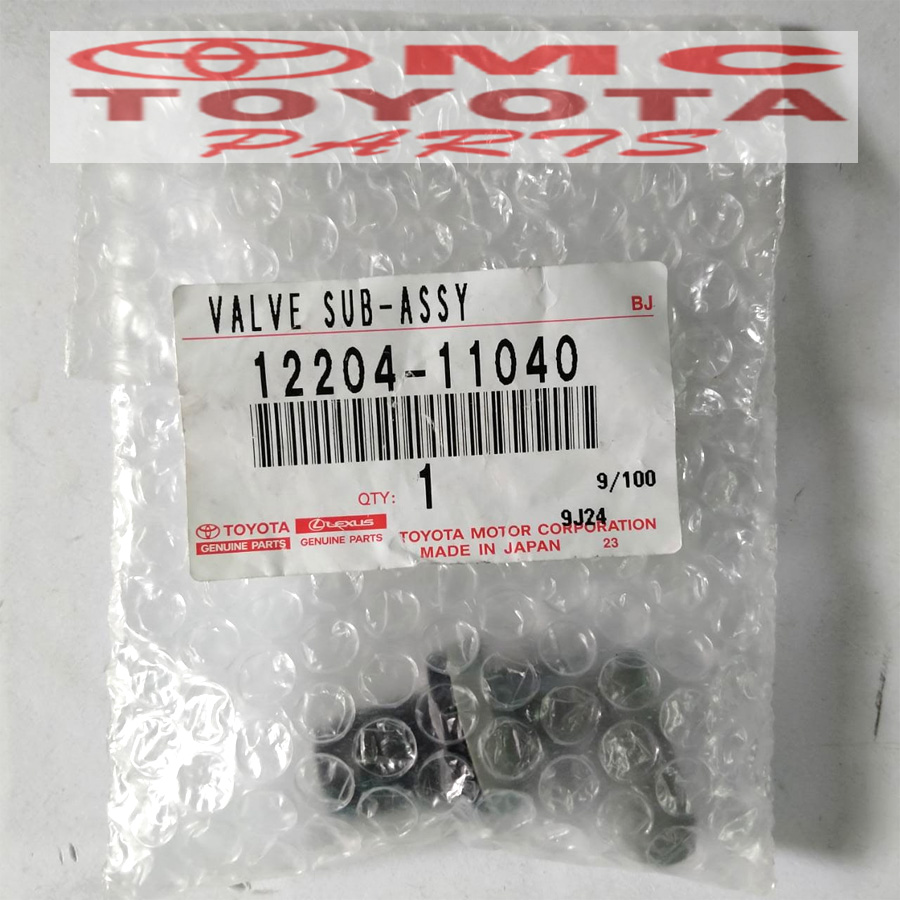 OMC
TOYOTA
PARTS
VALVE SUB-ASSY
BJ
12204-11040
QTY: 1
9/100
9J24
TOYOTA
GENUINE PARTS
LEXUS
GENUINE PARTS
TOYOTA MOTOR CORPORATION
MADE IN JAPAN 23